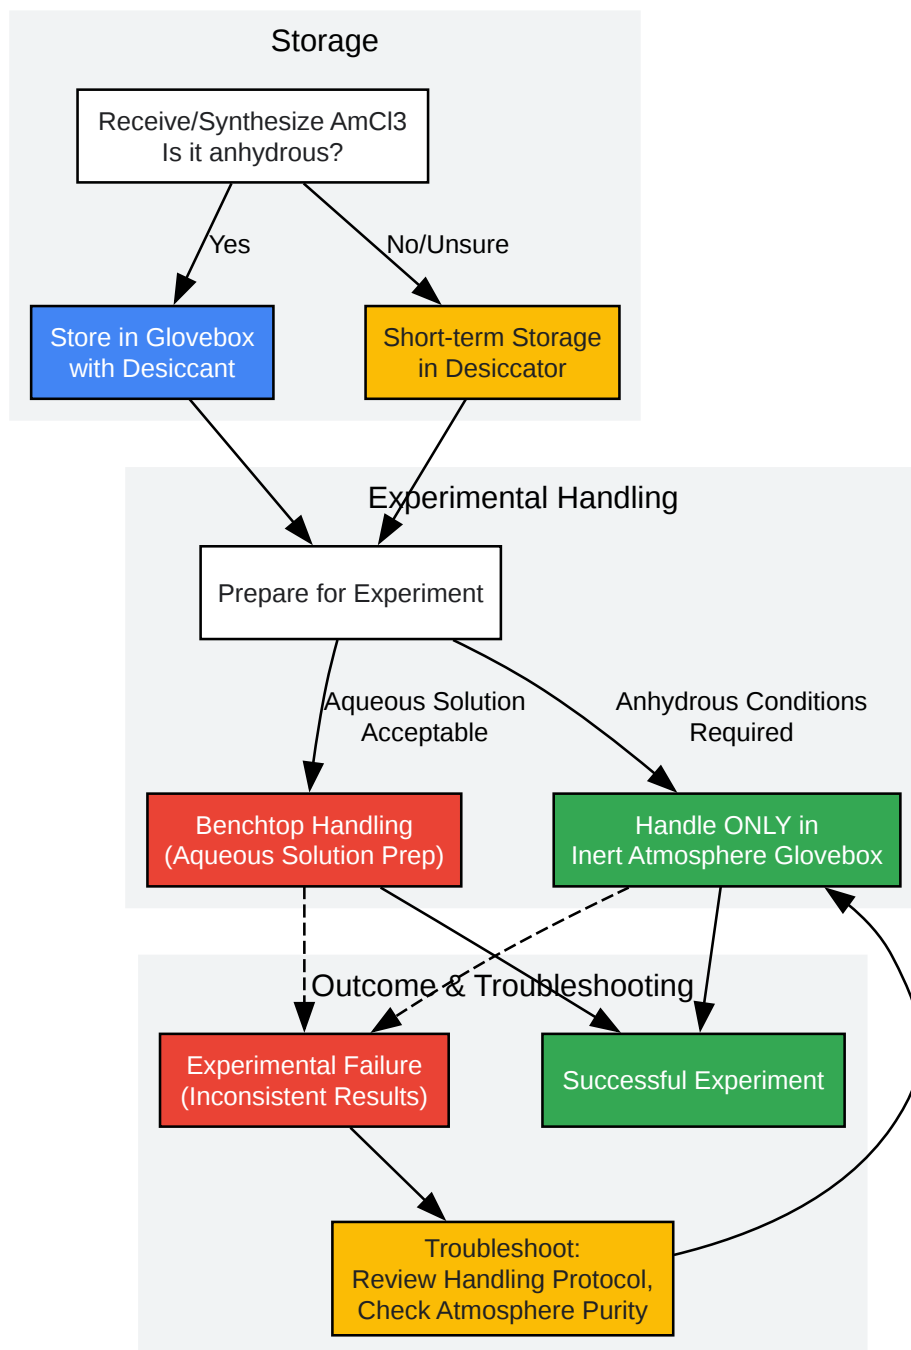 Storage
Receive/Synthesize AmCl3
Is it anhydrous?
Yes
No/Unsure
Store in Glovebox
with Desiccant
Short-term Storage
in Desiccator
Experimental Handling
Prepare for Experiment
Aqueous Solution
Acceptable
Anhydrous Conditions
Required
Benchtop Handling
(Aqueous Solution Prep)
Handle ONLY in
Inert Atmosphere Glovebox
Outcome & Troubleshooting
Experimental Failure
(Inconsistent Results)
Successful Experiment
Troubleshoot:
Review Handling Protocol,
Check Atmosphere Purity